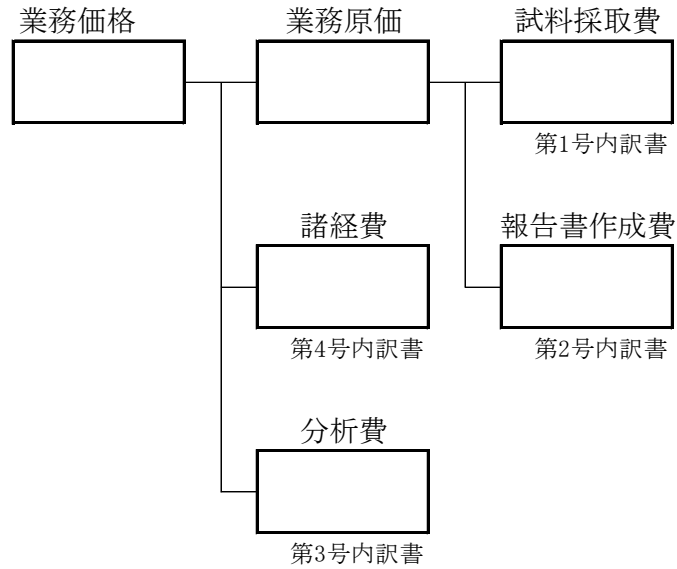 業務価格
業務原価
試料採取費
第1号内訳書
諸経費
報告書作成費
第4号内訳書
第2号内訳書
分析費
第3号内訳書